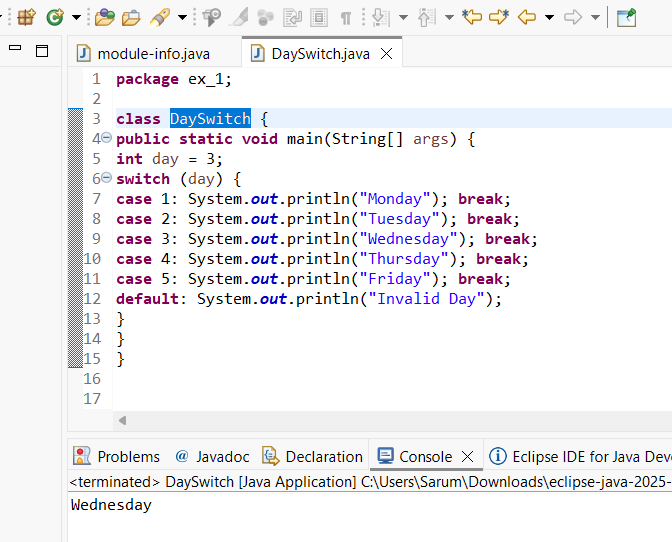 module-info.java
DaySwitch.java
1 package ex_1;
2
3 class DaySwitch {
4 public static void main(String[] args) {
5 int day = 3;
6 switch (day) {
7 case 1: System.out.println("Monday"); break;
8 case 2: System.out.println("Tuesday"); break;
9 case 3: System.out.println("Wednesday"); break;
10 case 4: System.out.println("Thursday"); break;
11 case 5: System.out.println("Friday"); break;
12 default: System.out.println("Invalid Day");
13 }
14 }
15 }
16
17
Problems @ Javadoc Declaration Console Eclipse IDE for Java Deve
<terminated> DaySwitch [Java Application] C:\Users\Sarum\Downloads\eclipse-java-2025-
Wednesday